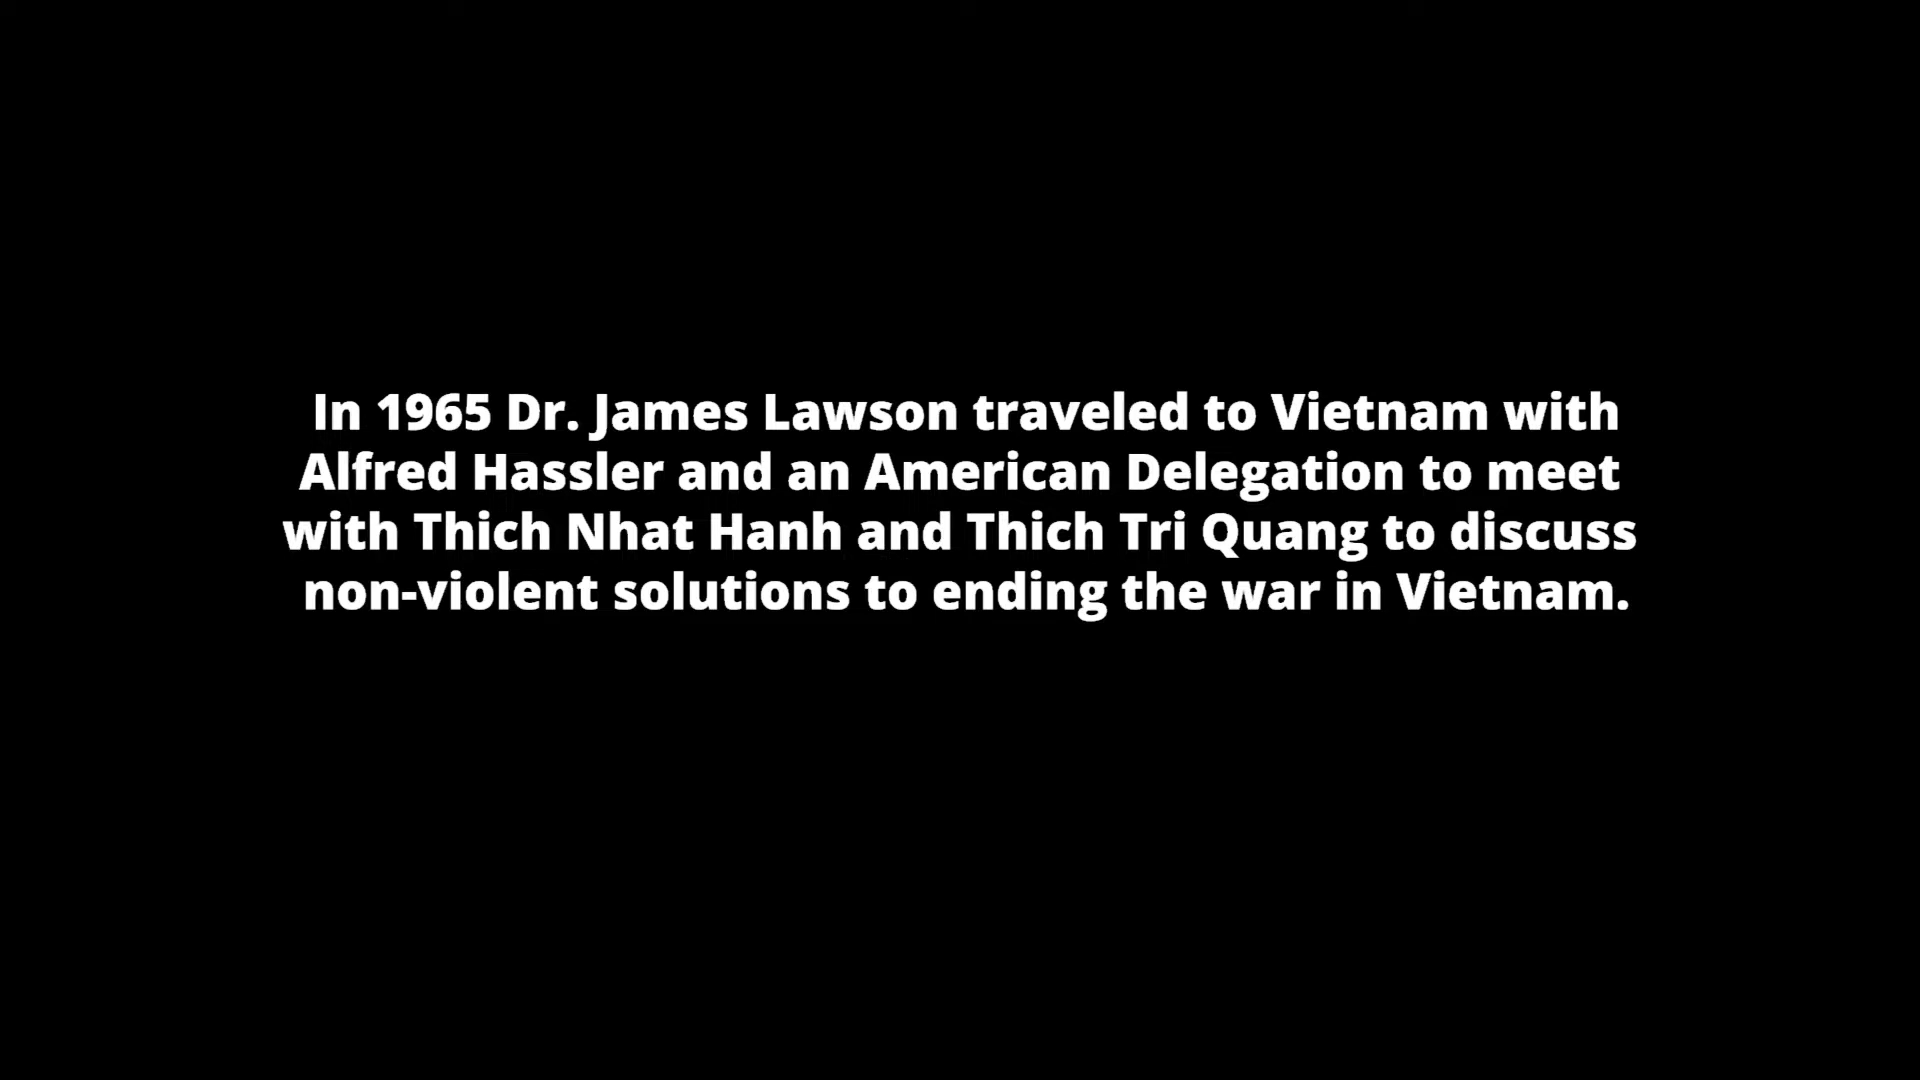 In 1965 Dr. James Lawson traveled to Vietnam with
Alfred Hassler and an American Delegation to meet
with Thich Nhat Hanh and Thich Tri Quang to discuss
non-violent solutions to ending the war in Vietnam.